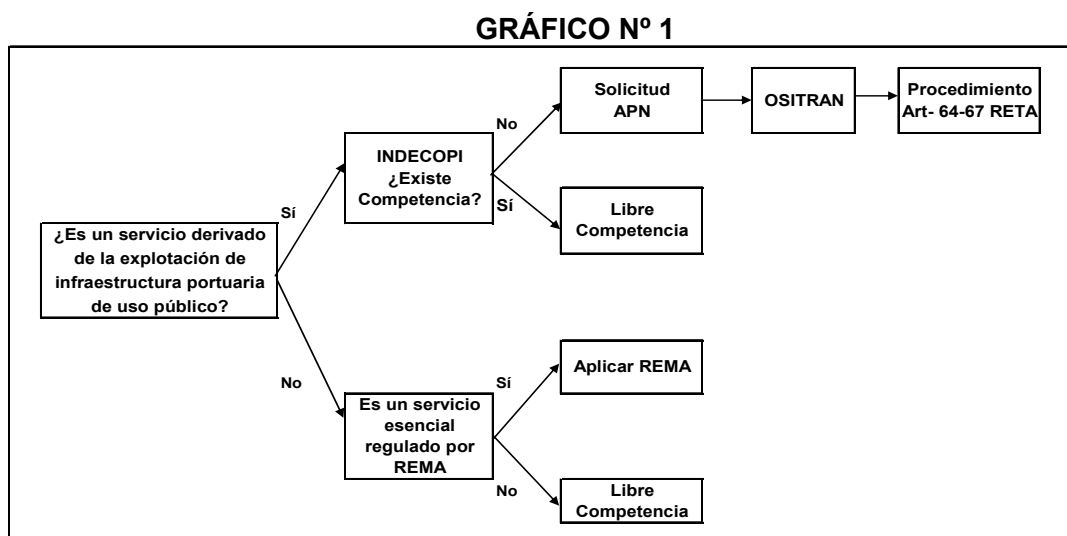 GRÁFICO Nº 1
Solicitud
APN
OSITRAN
Procedimiento
Art- 64-67 RETA
No
INDECOPI
¿Existe
Competencia?
Sí
Sí
Libre
Competencia
¿Es un servicio derivado
de la explotación de
infraestructura portuaria
de uso público?
No
Es un servicio
esencial
regulado por
REMA
Sí
Aplicar REMA
No
Libre
Competencia